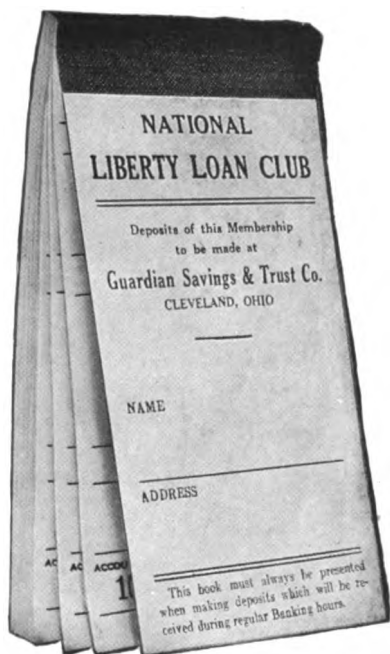 NATIONAL
LIBERTY LOAN CLUB
Deposits of this Membership
to be made at
Guardian Savings & Trust Co.
CLEVELAND, OHIO
NAME
ADDRESS
This book must always be presented
when making deposits which will be re-
ceived during regular Banking hours.